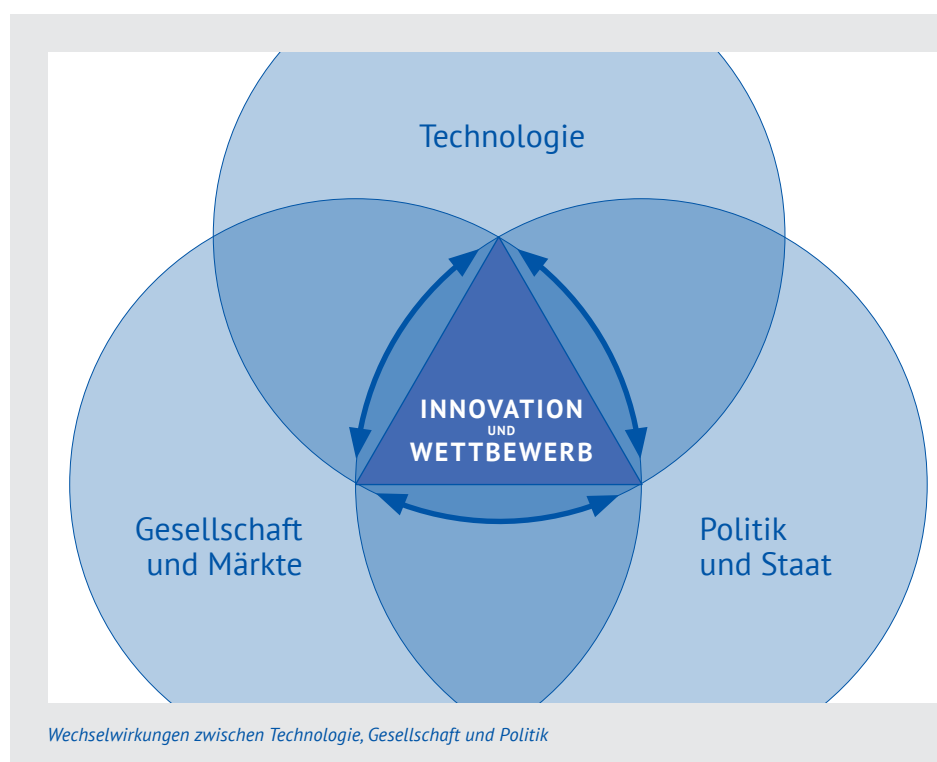 Technologie
INNOVATION
UND
WETTBEWERB
Gesellschaft
und Märkte
Politik
und Staat
Wechselwirkungen zwischen Technologie, Gesellschaft und Politik